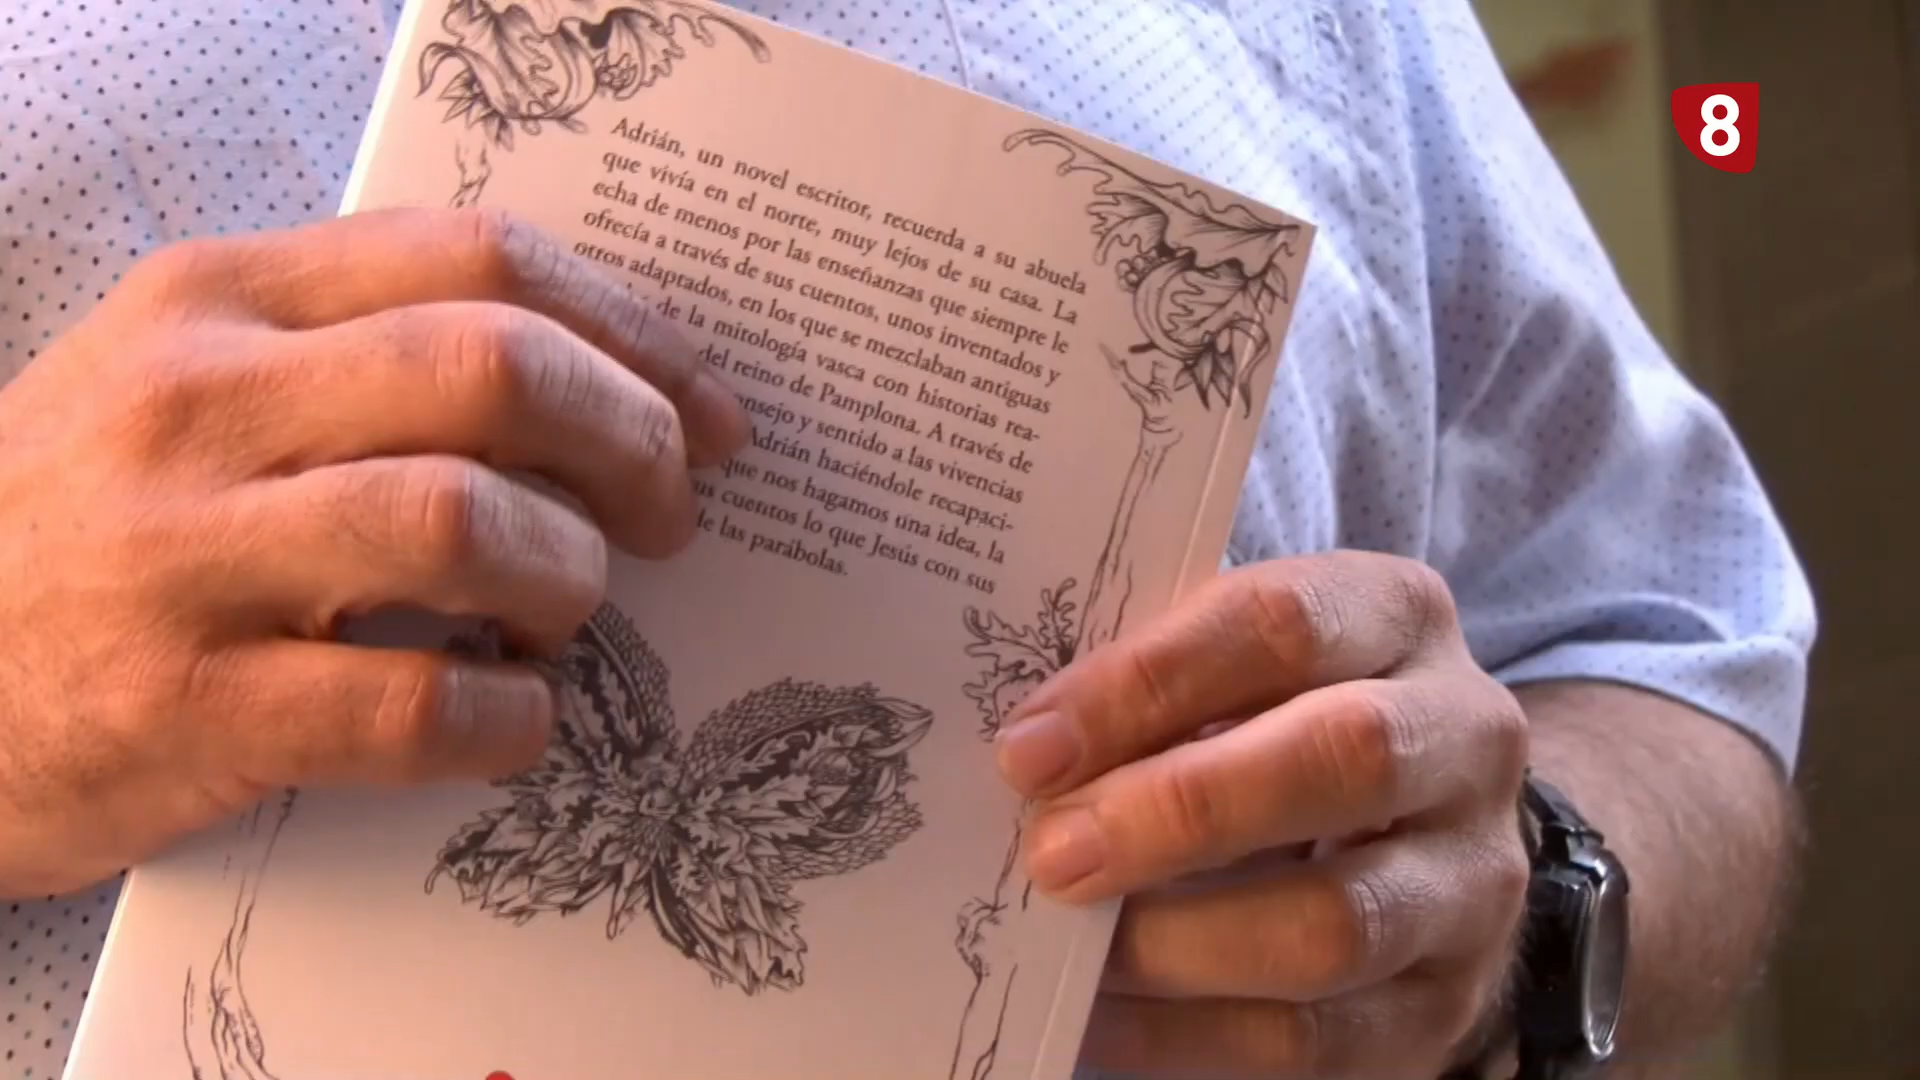 Adrián, un novel escritor, recuerda a su abuela
que vivía en el norte, muy lejos de su casa. La
echa de menos por las enseñanzas que siempre le
ofrecía a través de sus cuentos, unos inventados y
otros adaptados, en los que se mezclaban antiguas
de la mitología vasca con historias rea-
del reino de Pamplona. A través de
y sentido a las vivencias
Adrián haciéndole recapaci-
que nos hagamos una idea, la
cuentos lo que Jesús con sus
de las parábolas.
8